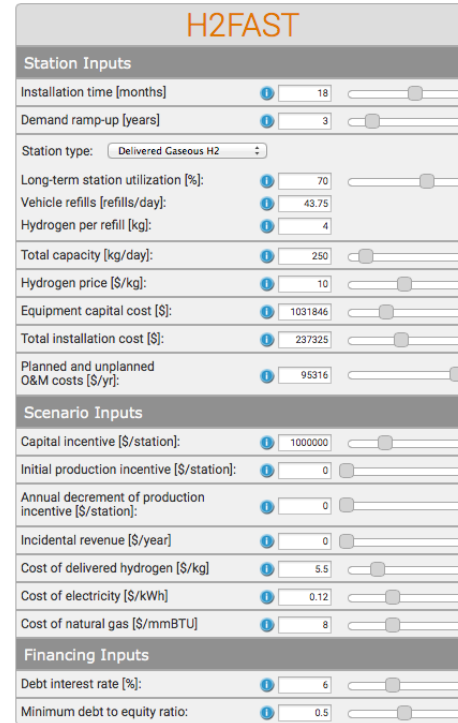 H2FAST
Station Inputs
Installation time [months] 18
Demand ramp-up [years] 3
Station type: Delivered Gaseous H2
Long-term station utilization [%]: 70
Vehicle refills [refills/day]: 43.75
Hydrogen per refill [kg]: 4
Total capacity [kg/day]: 250
Hydrogen price [$/kg]: 10
Equipment capital cost [$]: 1031846
Total installation cost [$]: 237325
Planned and unplanned
O&M costs [$/yr]: 95316
Scenario Inputs
Capital incentive [$/station]: 1000000
Initial production incentive [$/station]: 0
Annual decrement of production
incentive [$/station]: 0
Incidental revenue [$/year] 0
Cost of delivered hydrogen [$/kg] 5.5
Cost of electricity [$/kWh] 0.12
Cost of natural gas [$/mmBTU] 8
Financing Inputs
Debt interest rate [%]: 6
Minimum debt to equity ratio: 0.5